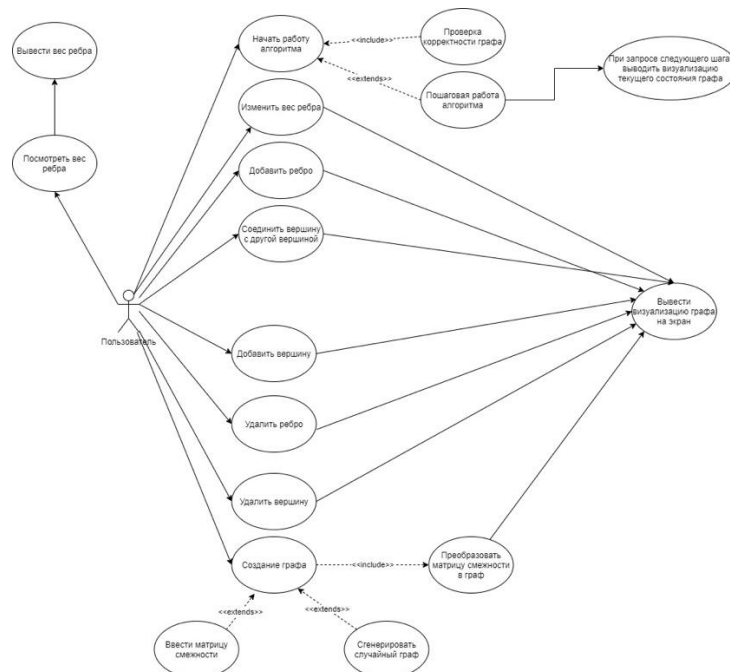 Вывести вес ребра
Посмотреть вес
ребра
Пользователь
Начать работу
алгоритма
<<include>>
Проверка
корректности графа
<<extends>>
Пошаговая работа
алгоритма
При запросе следующего шага
выводить визуализацию
текущего состояния графа
Изменить вес ребра
Добавить ребро
Соединить вершину
с другой вершиной
Вывести
визуализацию графа
на экран
Добавить вершину
Удалить ребро
Удалить вершину
Создание графа
<<include>>
Преобразовать
матрицу смежности
в граф
<<extends>>
<<extends>>
Ввести матрицу
смежности
Сгенерировать
случайный граф